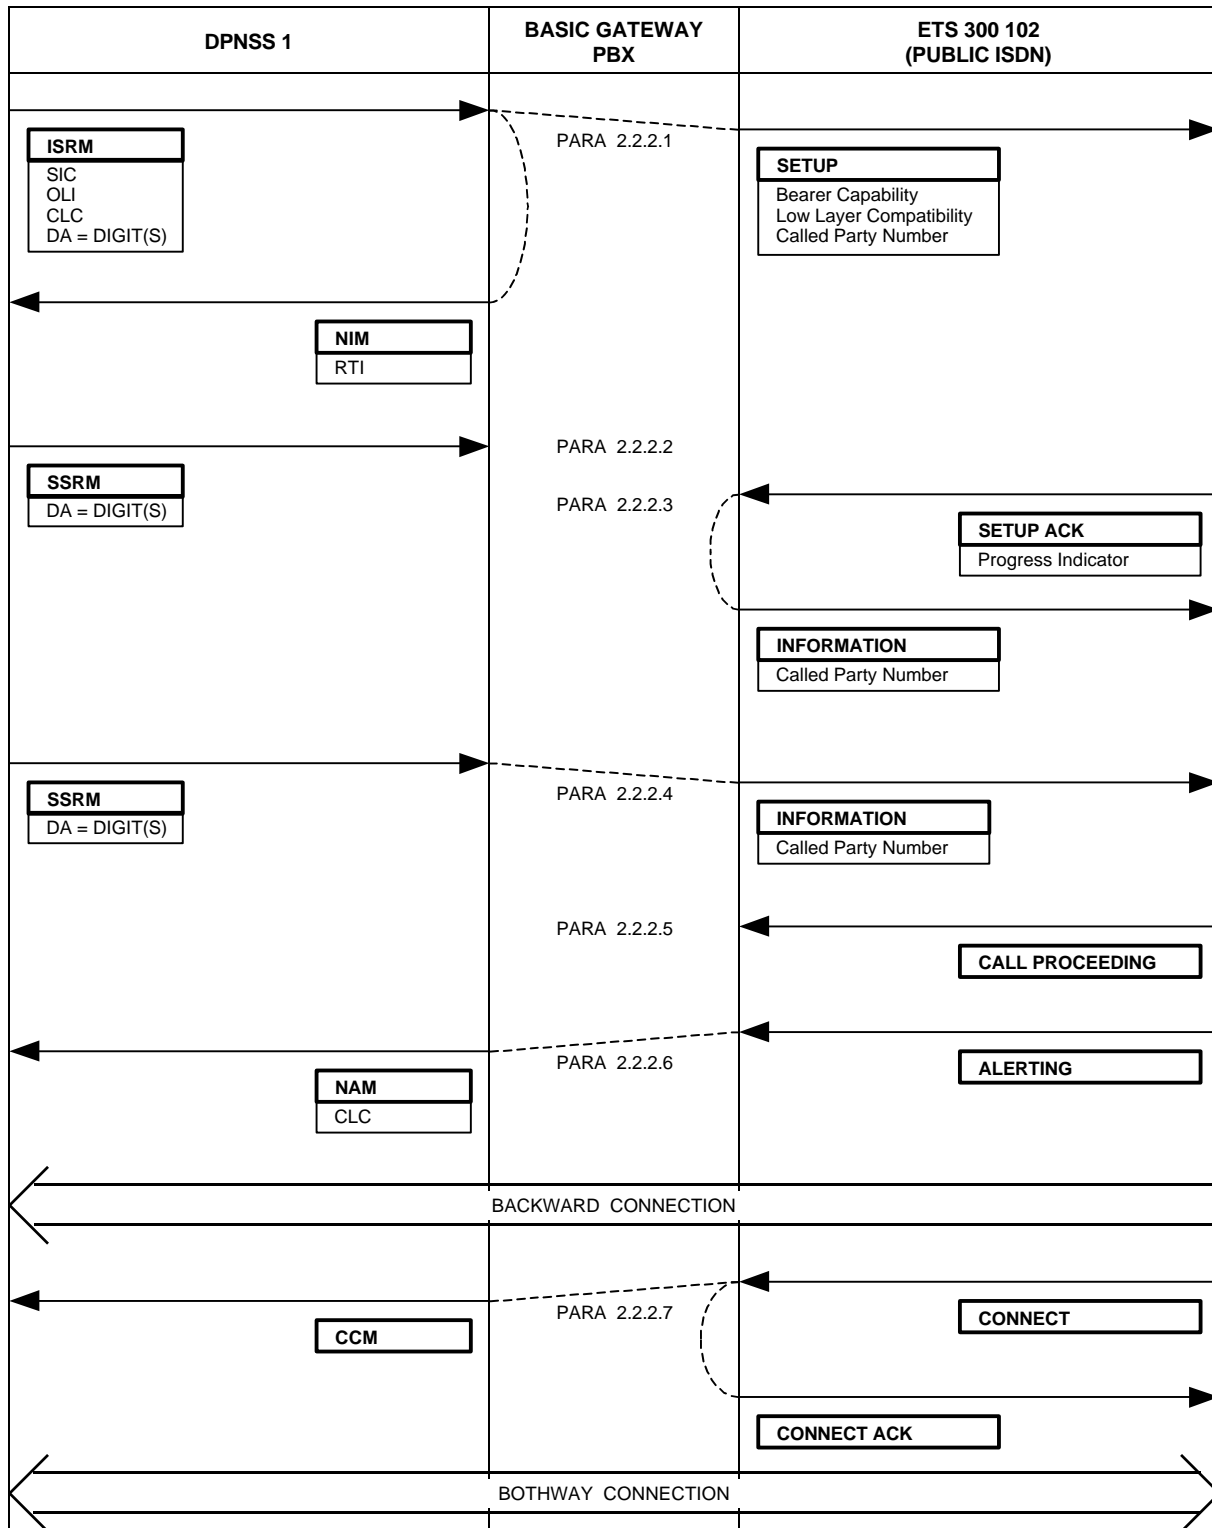 DPNSS 1
BASIC GATEWAY
PBX
ETS 300 102
(PUBLIC ISDN)
PARA 2.2.2.1
ISRM
SIC
OLI
CLC
DA = DIGIT(S)
SETUP
Bearer Capability
Low Layer Compatibility
Called Party Number
NIM
RTI
PARA 2.2.2.2
SSRM
DA = DIGIT(S)
PARA 2.2.2.3
SETUP ACK
Progress Indicator
INFORMATION
Called Party Number
SSRM
DA = DIGIT(S)
PARA 2.2.2.4
INFORMATION
Called Party Number
PARA 2.2.2.5
CALL PROCEEDING
PARA 2.2.2.6
ALERTING
NAM
CLC
BACKWARD CONNECTION
PARA 2.2.2.7
CONNECT
CCM
CONNECT ACK
BOTHWAY CONNECTION